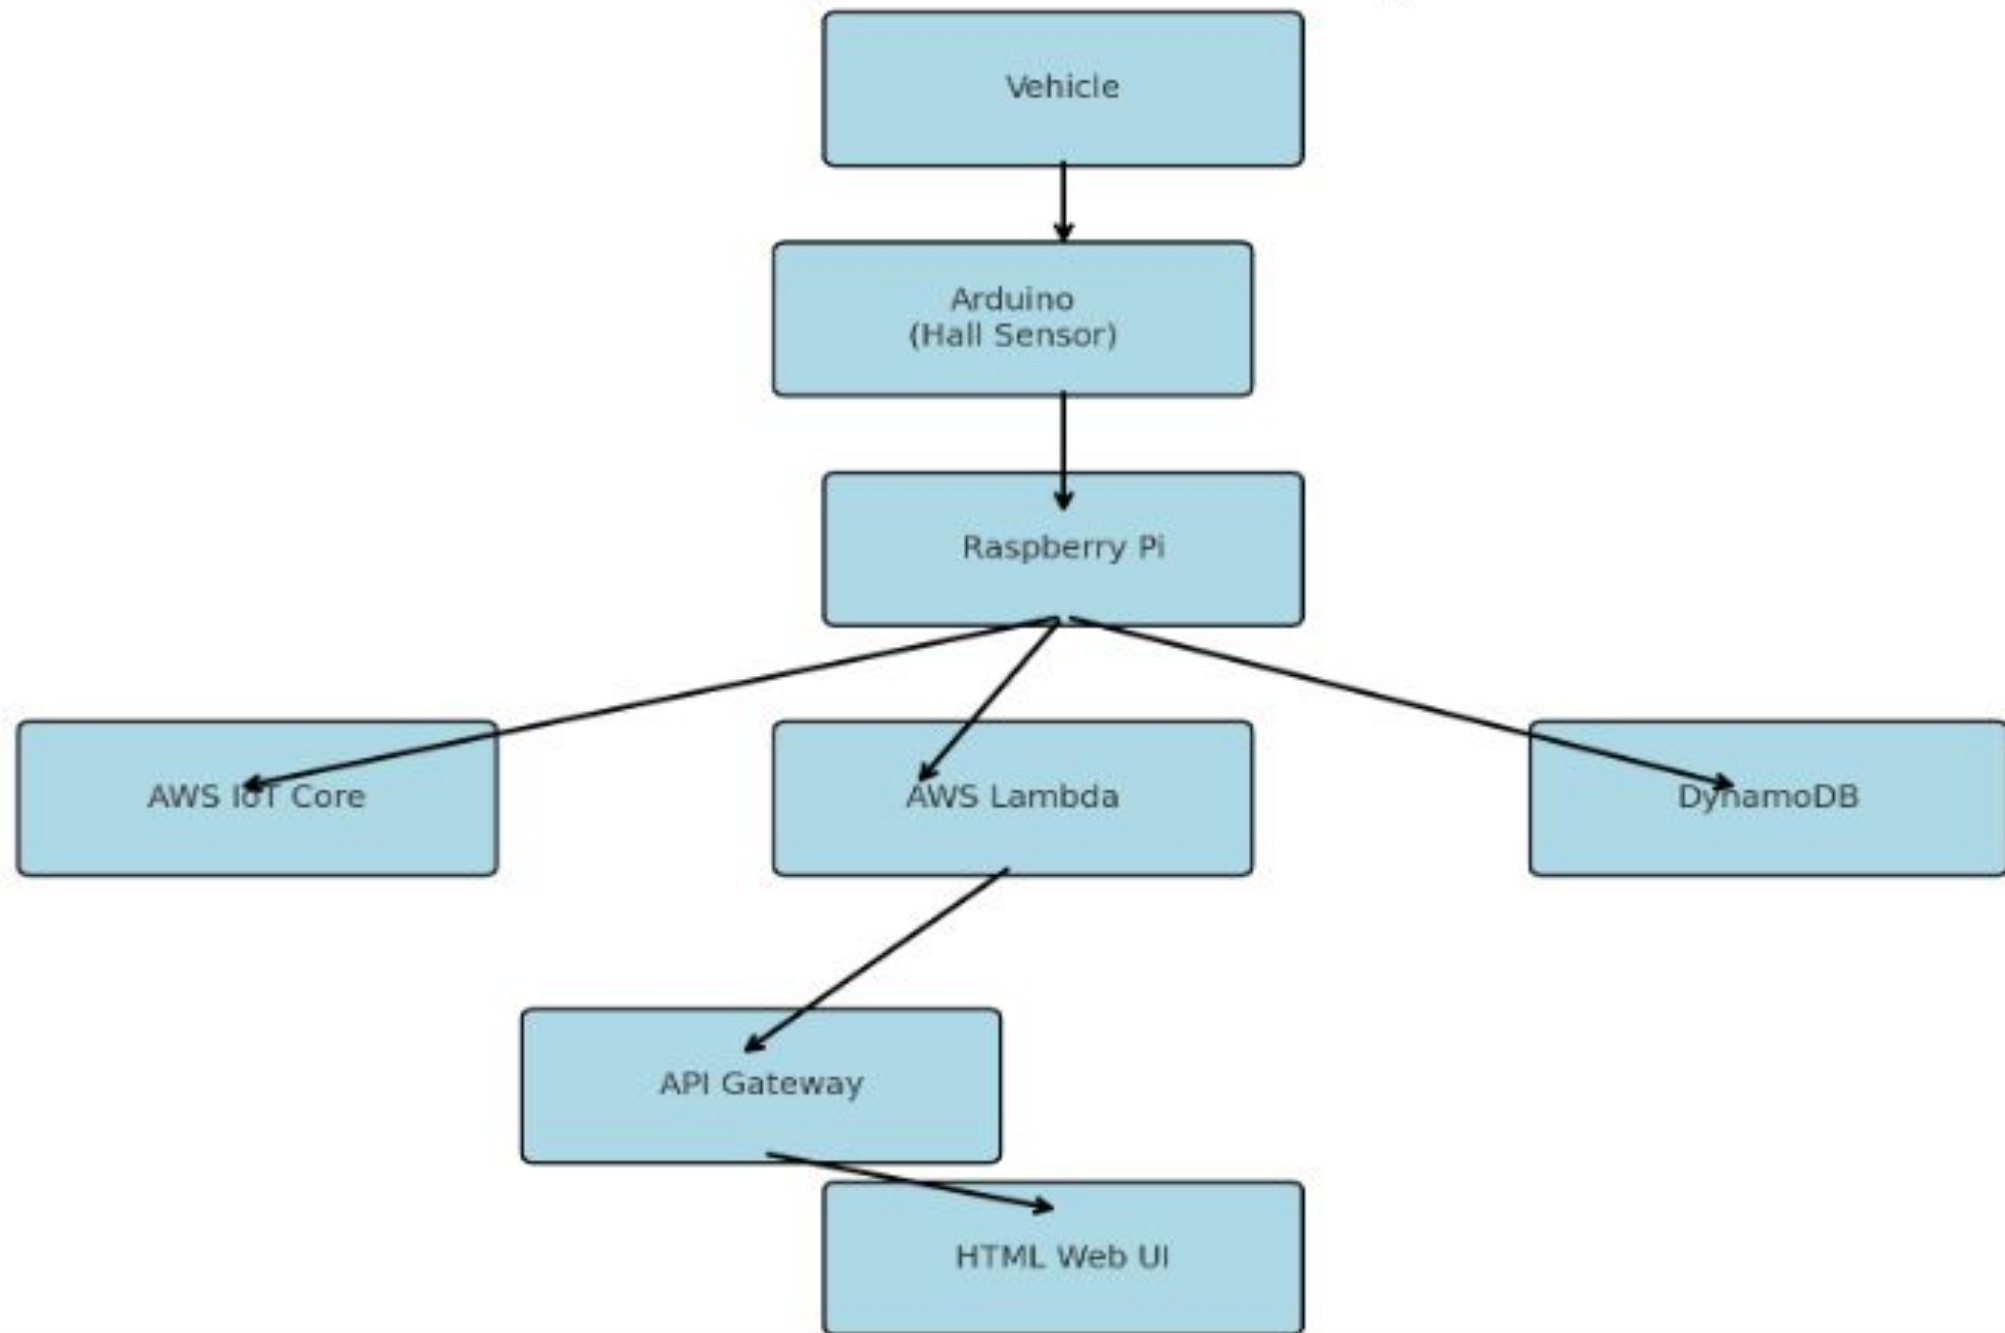 Vehicle
Arduino
(Hall Sensor)
Raspberry Pi
AWS IoT Core
AWS Lambda
DynamoDB
API Gateway
HTML Web UI